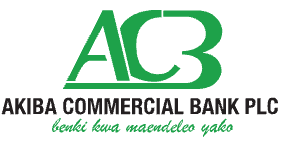 ACB
AKIBA COMMERCIAL BANK PLC
benki kwa maendeleo yako